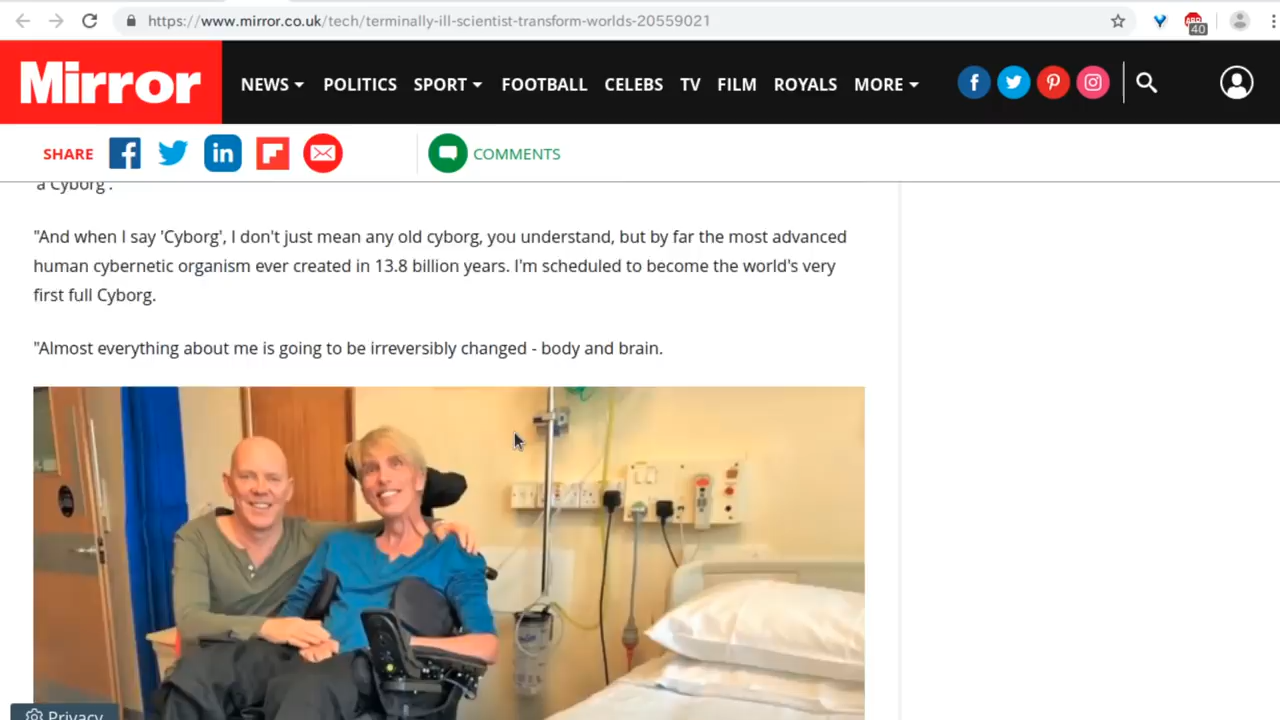 https://www.mirror.co.uk/tech/terminally-ill-scientist-transform-worlds-20559021
ABP
40
Mirror
NEWS POLITICS SPORT FOOTBALL CELEBS TV FILM ROYALS MORE
SHARE
in
COMMENTS
a Cyborg'.
"And when I say 'Cyborg', I don't just mean any old cyborg, you understand, but by far the most advanced
human cybernetic organism ever created in 13.8 billion years. I'm scheduled to become the world's very
first full Cyborg.
"Almost everything about me is going to be irreversibly changed - body and brain.
Privacy